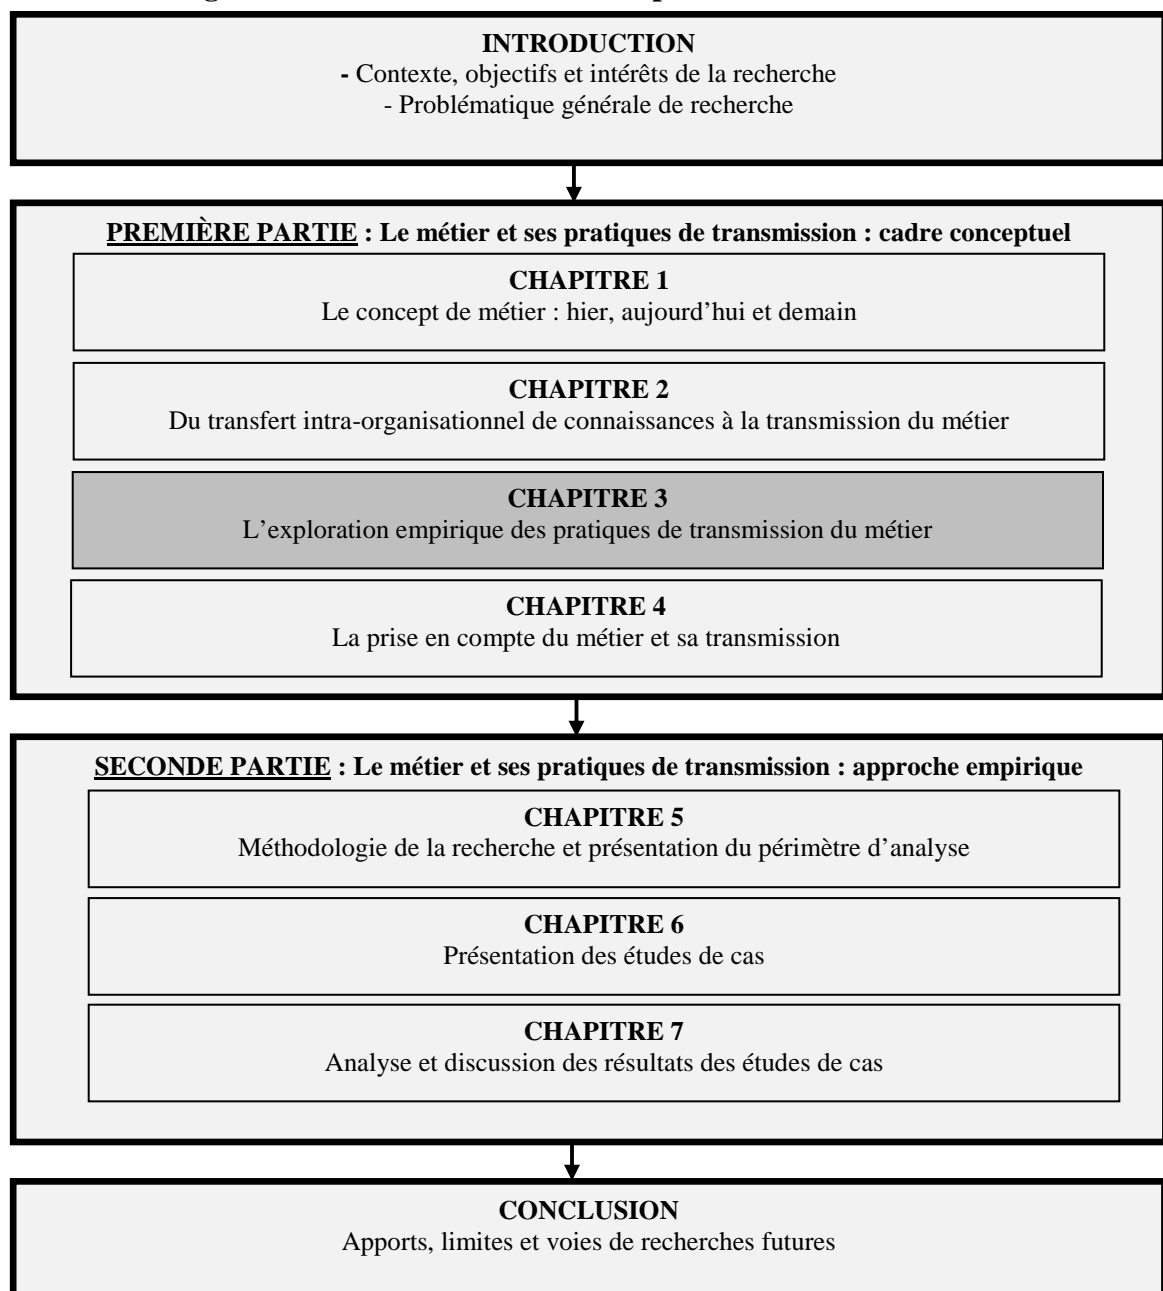 INTRODUCTION
- Contexte, objectifs et intérêts de la recherche
- Problématique générale de recherche
PREMIÈRE PARTIE : Le métier et ses pratiques de transmission : cadre conceptuel
CHAPITRE 1
Le concept de métier : hier, aujourd’hui et demain
CHAPITRE 2
Du transfert intra-organisationnel de connaissances à la transmission du métier
CHAPITRE 3
L’exploration empirique des pratiques de transmission du métier
CHAPITRE 4
La prise en compte du métier et sa transmission
SECONDE PARTIE : Le métier et ses pratiques de transmission : approche empirique
CHAPITRE 5
Méthodologie de la recherche et présentation du périmètre d’analyse
CHAPITRE 6
Présentation des études de cas
CHAPITRE 7
Analyse et discussion des résultats des études de cas
CONCLUSION
Apports, limites et voies de recherches futures